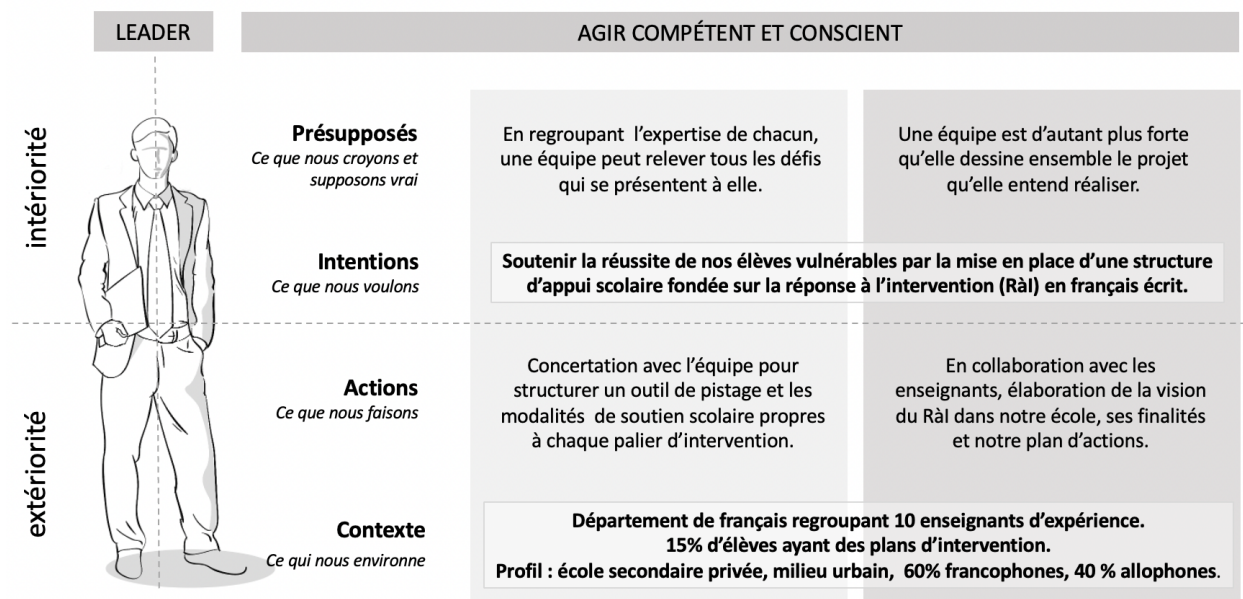 LEADER
AGIR COMPÉTENT ET CONSCIENT
intériorité
Présupposés
Ce que nous croyons et
supposons vrai
En regroupant l’expertise de chacun,
une équipe peut relever tous les défis
qui se présentent à elle.
Une équipe est d’autant plus forte
qu’elle dessine ensemble le projet
qu’elle entend réaliser.
Intentions
Ce que nous voulons
Soutenir la réussite de nos élèves vulnérables par la mise en place d’une structure
d’appui scolaire fondée sur la réponse à l’intervention (RàI) en français écrit.
extériorité
Actions
Ce que nous faisons
Concertation avec l’équipe pour
structurer un outil de pistage et les
modalités de soutien scolaire propres
à chaque palier d’intervention.
En collaboration avec les
enseignants, élaboration de la vision
du RàI dans notre école, ses finalités
et notre plan d’actions.
Contexte
Ce qui nous environne
Département de français regroupant 10 enseignants d’expérience.
15% d’élèves ayant des plans d’intervention.
Profil : école secondaire privée, milieu urbain, 60% francophones, 40 % allophones.